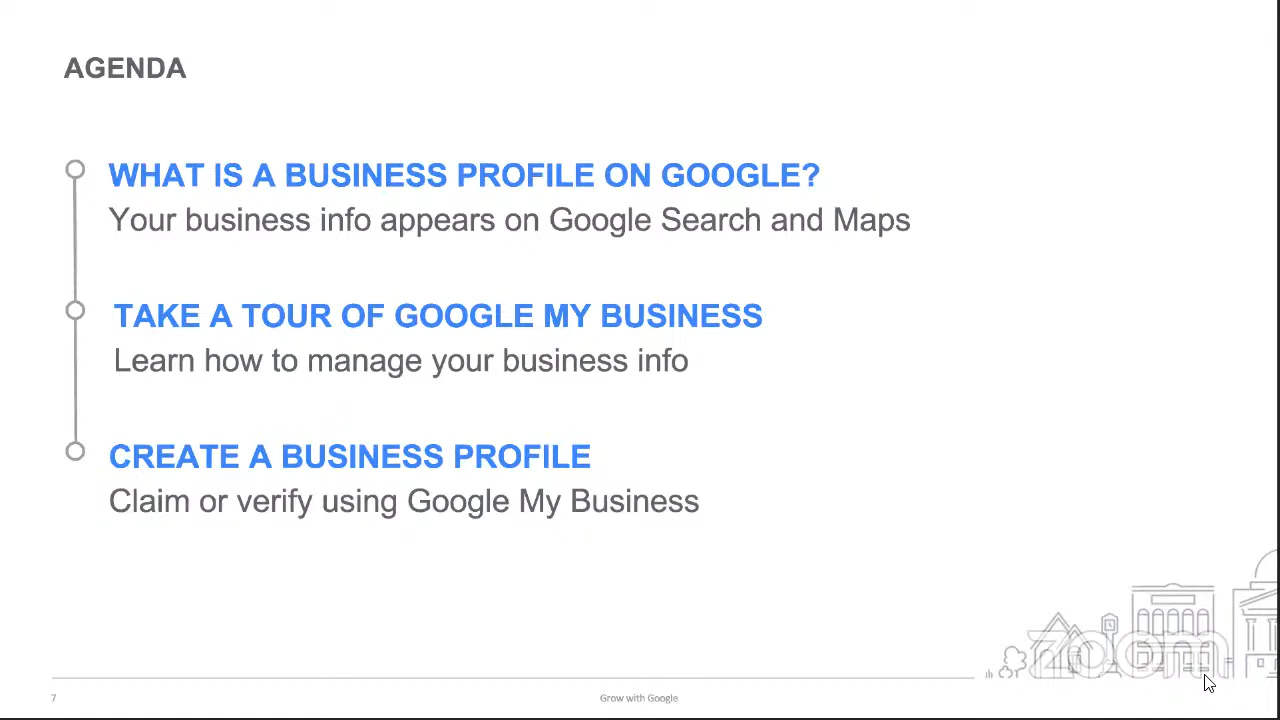 AGENDA
WHAT IS A BUSINESS PROFILE ON GOOGLE?
Your business info appears on Google Search and Maps
TAKE A TOUR OF GOOGLE MY BUSINESS
Learn how to manage your business info
CREATE A BUSINESS PROFILE
Claim or verify using Google My Business
zoom
7
Grow with Google